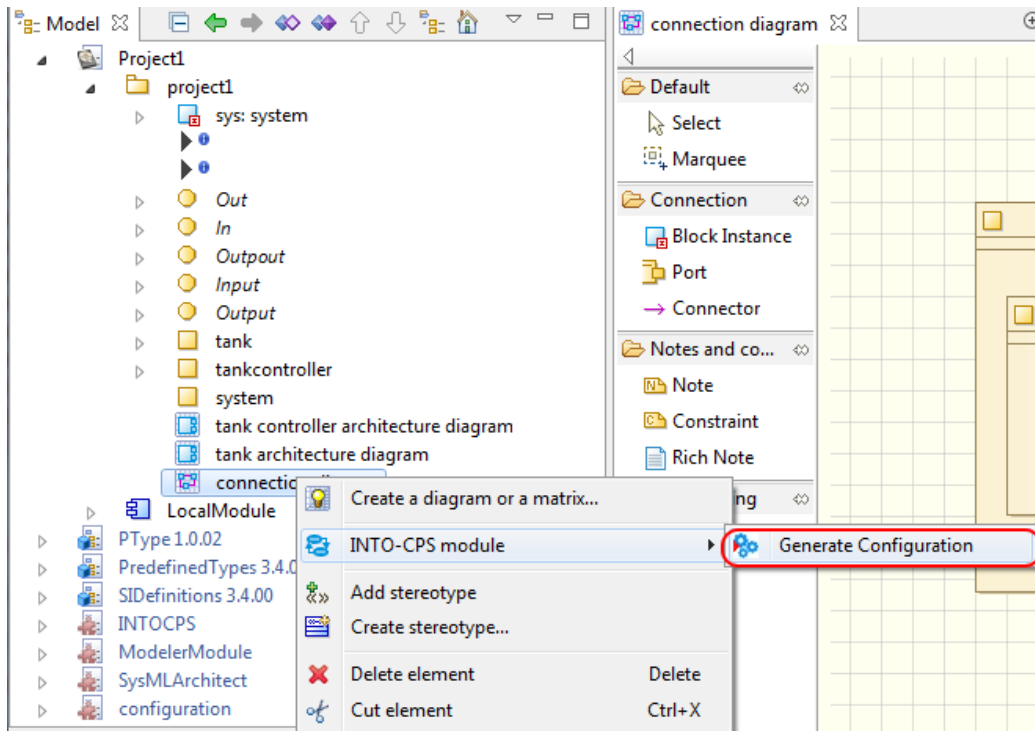 Model
Project1
project1
sys: system
Out
In
Outpout
Input
Output
tank
tankcontroller
system
tank controller architecture diagram
tank architecture diagram
connectio
LocalModule
PType 1.0.02
PredefinedTypes 3.4.0
SIDefinitions 3.4.00
INTOCPS
ModelerModule
SysMLArchitect
configuration
connection diagram
Default
Select
Marquee
Connection
Block Instance
Port
Connector
Notes and co...
Note
Constraint
Rich Note
ng
Create a diagram or a matrix...
INTO-CPS module
Generate Configuration
Add stereotype
Create stereotype...
Delete element Delete
Cut element Ctrl+X